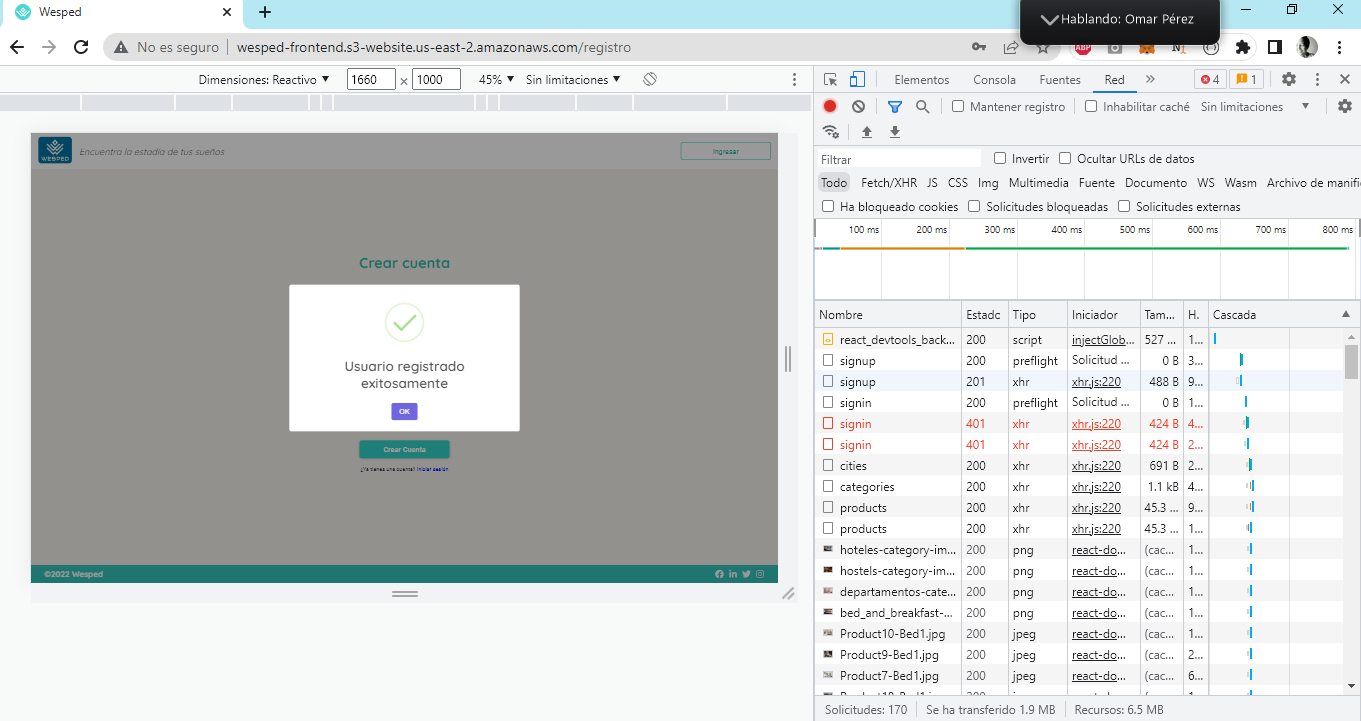 Wesped
Hablando: Omar Pérez
No es seguro
wesped-frontend.s3-website.us-east-2.amazonaws.com/registro
ABP
Dimensiones: Reactivo ▼ 1660 × 1000 45% ▼ Sin limitaciones ▼
WESPED
Encuentra la estadía de tus sueños
Ingresar
Crear cuenta
Usuario registrado
exitosamente
OK
Crear Cuenta
¿Ya tienes una cuenta? Iniciar sesión
©2022 Wesped
Elementos Consola Fuentes Red » 4 1
Mantener registro Inhabilitar caché Sin limitaciones ▼
Filtrar Invertir Ocultar URLs de datos
Todo Fetch/XHR JS CSS Img Multimedia Fuente Documento WS Wasm Archivo de manifi
Ha bloqueado cookies Solicitudes bloqueadas Solicitudes externas
100 ms 200 ms 300 ms 400 ms 500 ms 600 ms 700 ms 800 ms
Nombre Estadc Tipo Iniciador Tam... H. Cascada
react_devtools_back... 200 script injectGlob... 527 ... 1...
signup 200 preflight Solicitud ... 0 B 3...
signup 201 xhr xhr.js:220 488 B 9...
signin 200 preflight Solicitud ... 0 B 1...
signin 401 xhr xhr.js:220 424 B 4...
signin 401 xhr xhr.js:220 424 B 2...
cities 200 xhr xhr.js:220 691 B 2...
categories 200 xhr xhr.js:220 1.1 kB 4...
products 200 xhr xhr.js:220 45.3 ... 9...
products 200 xhr xhr.js:220 45.3 ... 1...
hoteles-category-im... 200 png react-do... (cac... 1...
hostels-category-im... 200 png react-do... (cac... 1...
departamentos-cate... 200 png react-do... (cac... 1...
bed_and_breakfast-... 200 png react-do... (cac... 1...
Product10-Bed1.jpg 200 jpeg react-do... (cac... 1...
Product9-Bed1.jpg 200 jpeg react-do... (cac... 2...
Product7-Bed1.jpg 200 jpeg react-do... (cac... 6...
Solicitudes: 170 Se ha transferido 1.9 MB Recursos: 6.5 MB